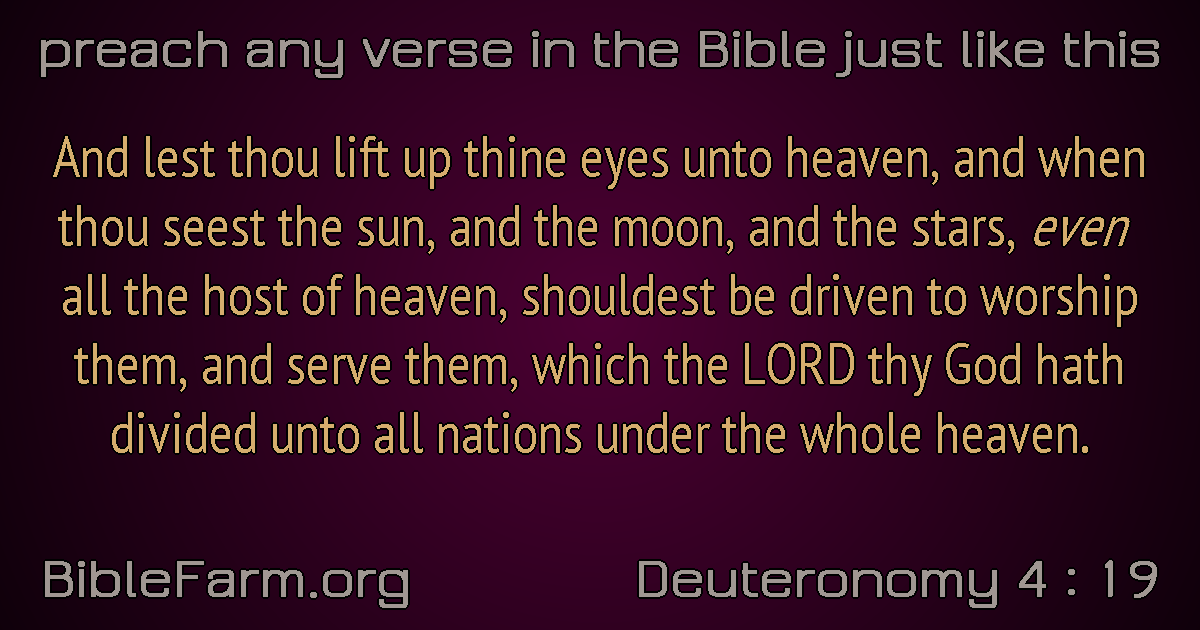 preach any verse in the Bible just like this
And lest thou lift up thine eyes unto heaven, and when
thou seest the sun, and the moon, and the stars, even
all the host of heaven, shouldest be driven to worship
them, and serve them, which the LORD thy God hath
divided unto all nations under the whole heaven.
BibleFarm.org
Deuteronomy 4 : 19